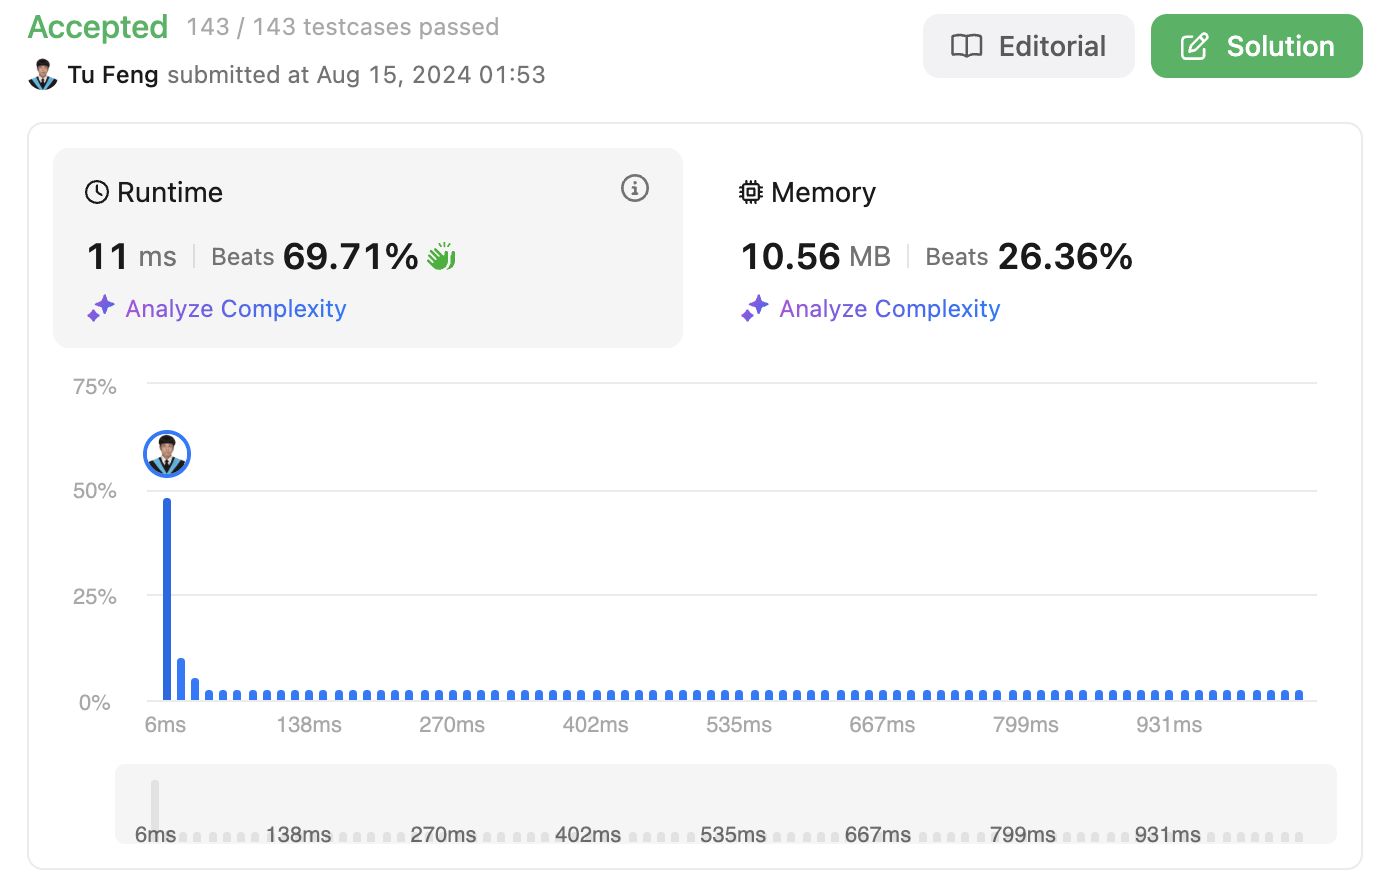 Accepted 143 / 143 testcases passed
Editorial
Solution
Tu Feng submitted at Aug 15, 2024 01:53
Runtime
11 ms | Beats 69.71%
Analyze Complexity
Memory
10.56 MB | Beats 26.36%
Analyze Complexity
75%
50%
25%
0%
6ms 138ms 270ms 402ms 535ms 667ms 799ms 931ms
6ms 138ms 270ms 402ms 535ms 667ms 799ms 931ms